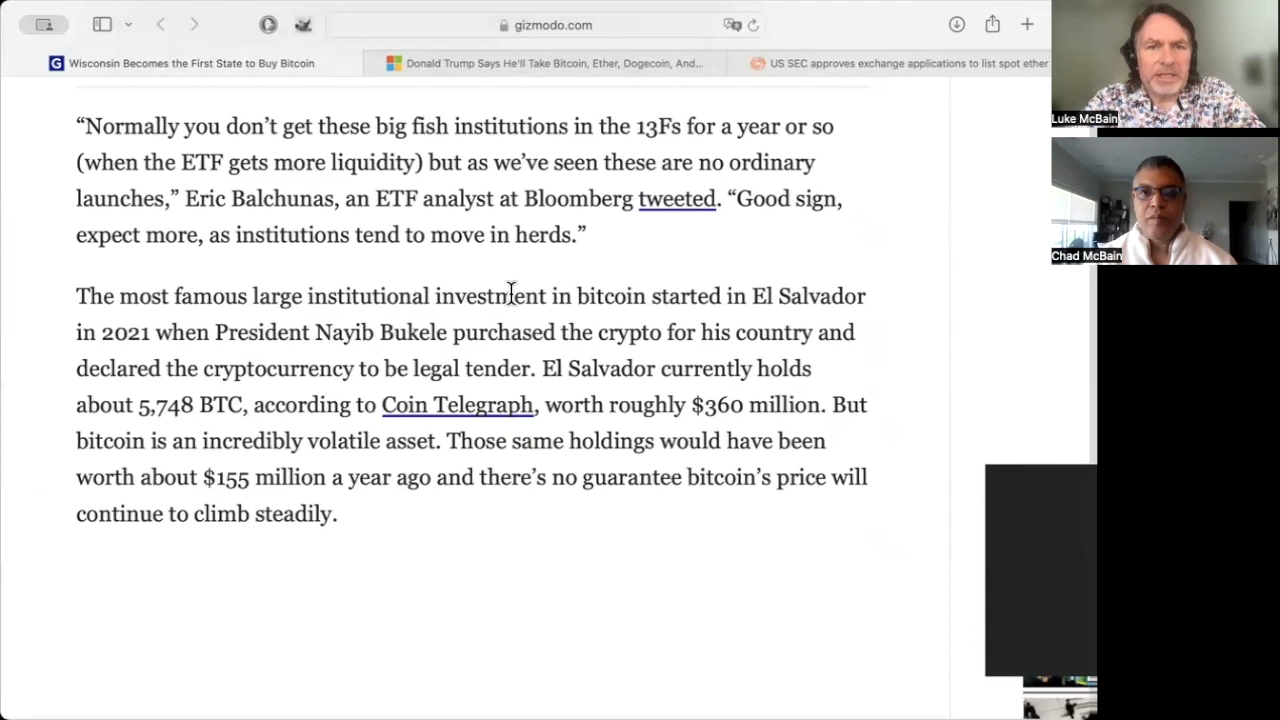 gizmodo.com
Wisconsin Becomes the First State to Buy Bitcoin
Donald Trump Says He'll Take Bitcoin, Ether, Dogecoin, And...
US SEC approves exchange applications to list spot ether
Luke McBain
Chad McBain
“Normally you don’t get these big fish institutions in the 13Fs for a year or so
(when the ETF gets more liquidity) but as we’ve seen these are no ordinary
launches,” Eric Balchunas, an ETF analyst at Bloomberg tweeted. “Good sign,
expect more, as institutions tend to move in herds.”
The most famous large institutional investment in bitcoin started in El Salvador
in 2021 when President Nayib Bukele purchased the crypto for his country and
declared the cryptocurrency to be legal tender. El Salvador currently holds
about 5,748 BTC, according to Coin Telegraph, worth roughly $360 million. But
bitcoin is an incredibly volatile asset. Those same holdings would have been
worth about $155 million a year ago and there’s no guarantee bitcoin’s price will
continue to climb steadily.